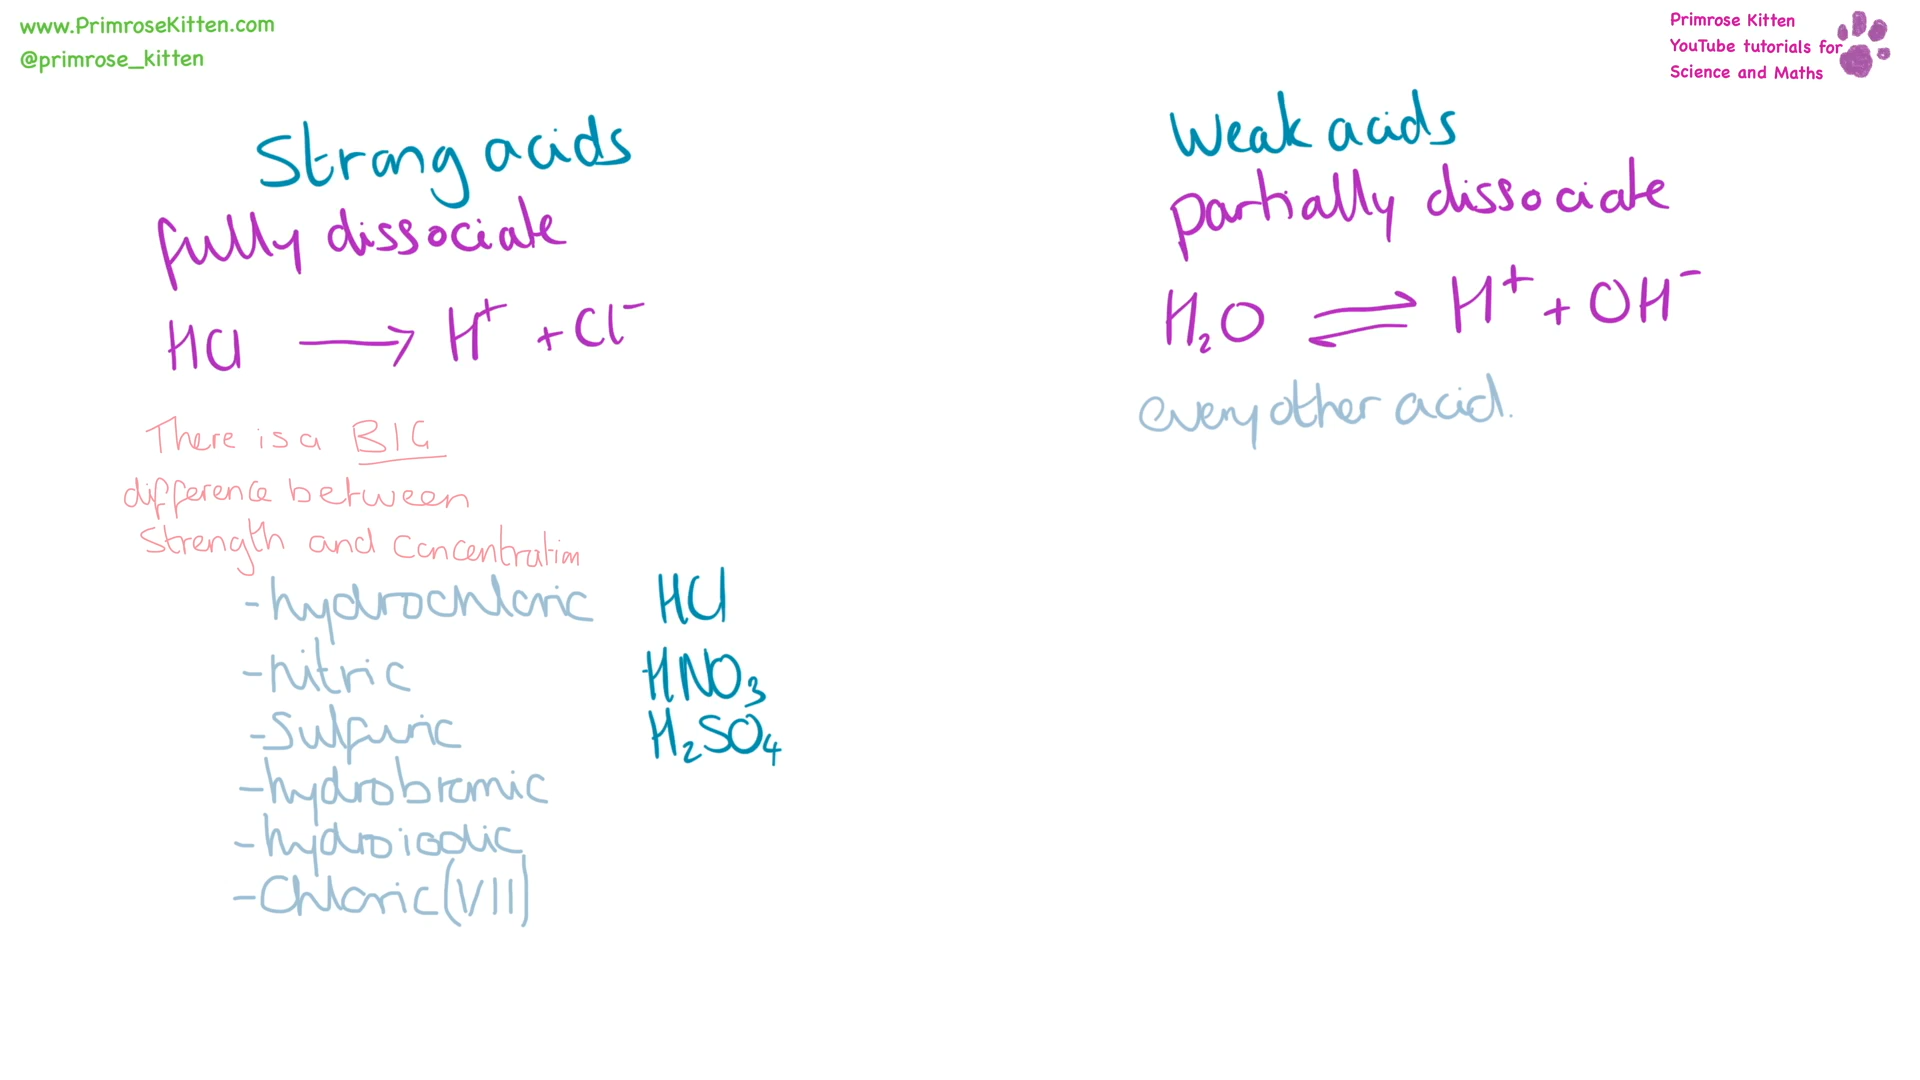 www.PrimroseKitten.com
@primrose_kitten
Primrose Kitten
YouTube tutorials for
Science and Maths
Strong acids
fully dissociate
HCl ⟶ H⁺ + Cl⁻
There is a BIG
difference between
Strength and concentration
-hydrochloric HCl
-nitric HNO₃
-Sulfuric H₂SO₄
-hydrobromic
-hydroiodic
-Chloric(VII)
Weak acids
partially dissociate
H₂O ⇌ H⁺ + OH⁻
every other acid.